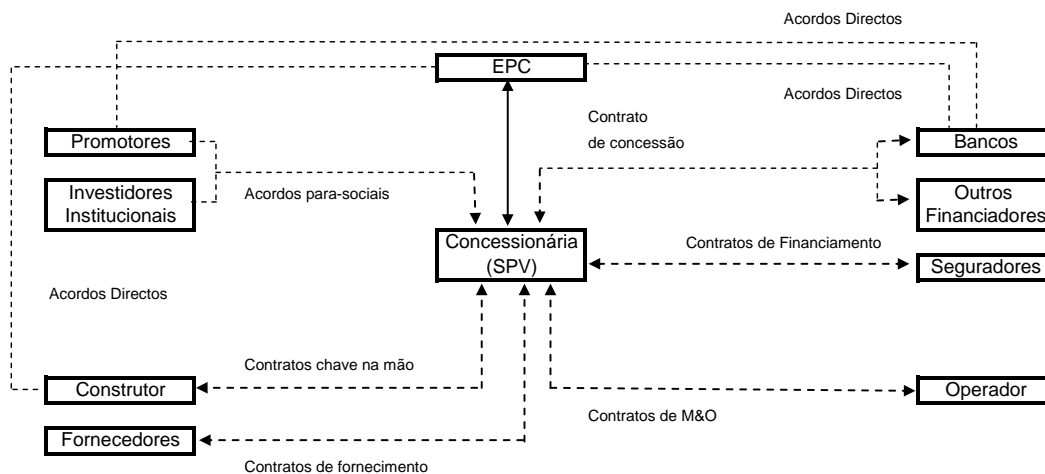 Acordos Directos
EPC
Acordos Directos
Contrato
de concessão
Promotores
Bancos
Investidores
Institucionais
Acordos para-sociais
Outros
Financiadores
Concessionária
(SPV)
Contratos de Financiamento
Seguradores
Acordos Directos
Contratos chave na mão
Construtor
Operador
Contratos de M&O
Fornecedores
Contratos de fornecimento